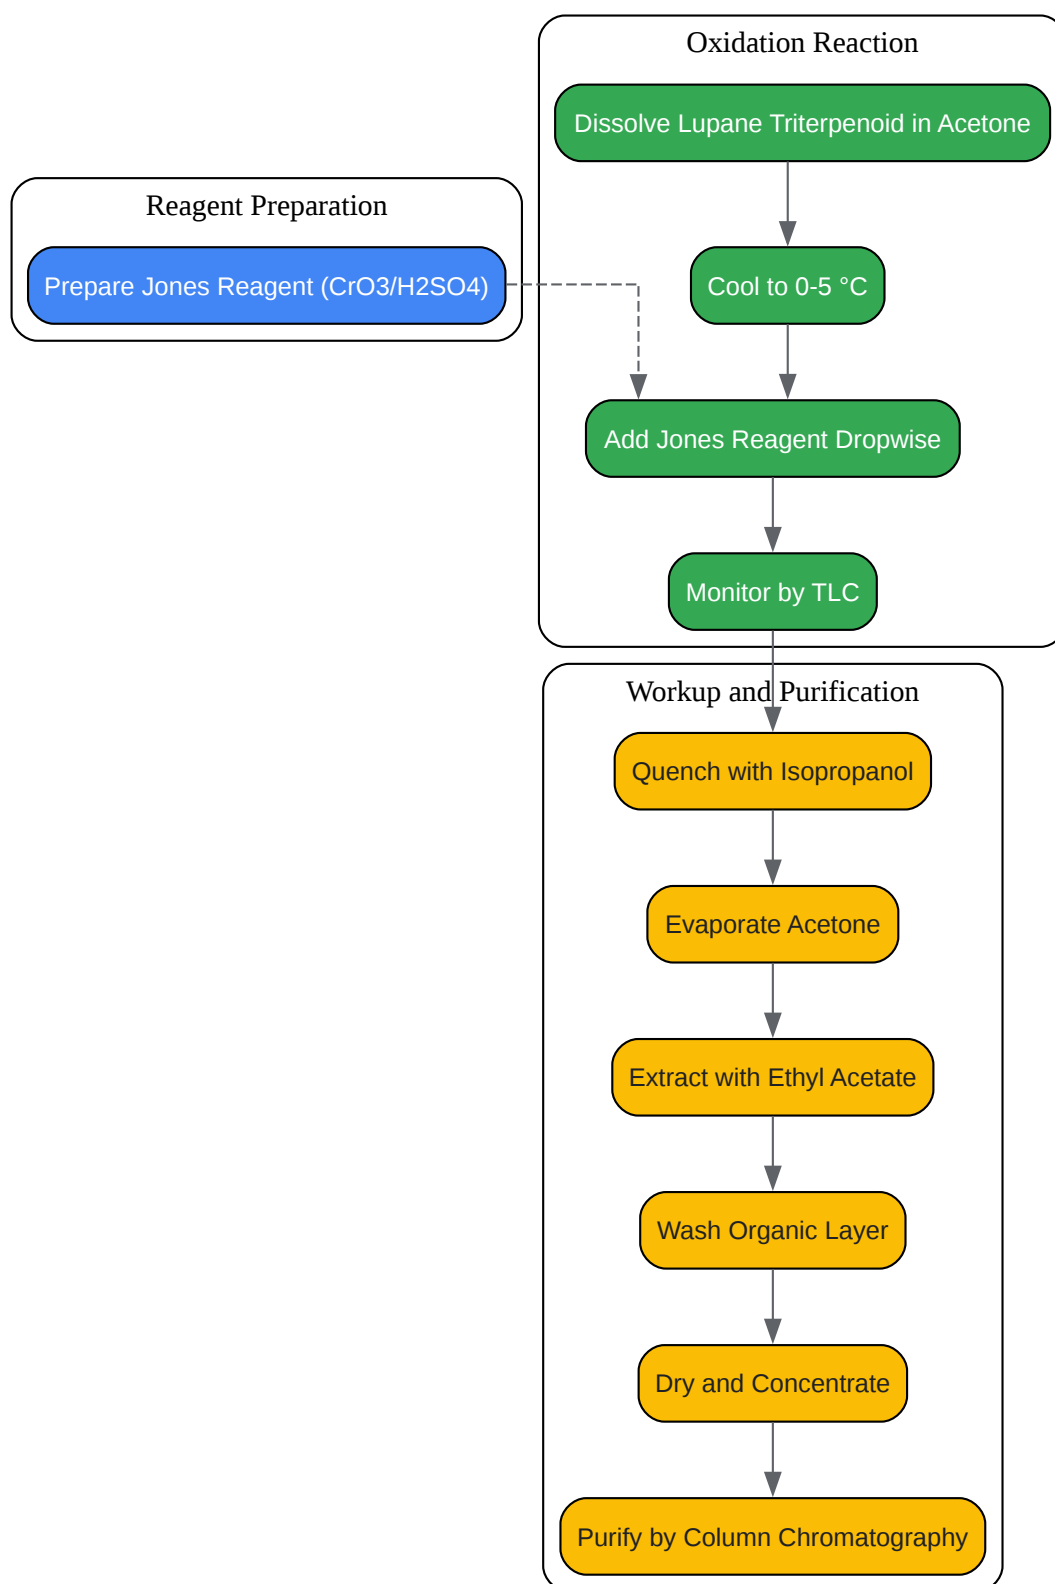 Oxidation Reaction
Dissolve Lupane Triterpenoid in Acetone
Reagent Preparation
Prepare Jones Reagent (CrO3/H2SO4)
Cool to 0-5 °C
Add Jones Reagent Dropwise
Monitor by TLC
Workup and Purification
Quench with Isopropanol
Evaporate Acetone
Extract with Ethyl Acetate
Wash Organic Layer
Dry and Concentrate
Purify by Column Chromatography